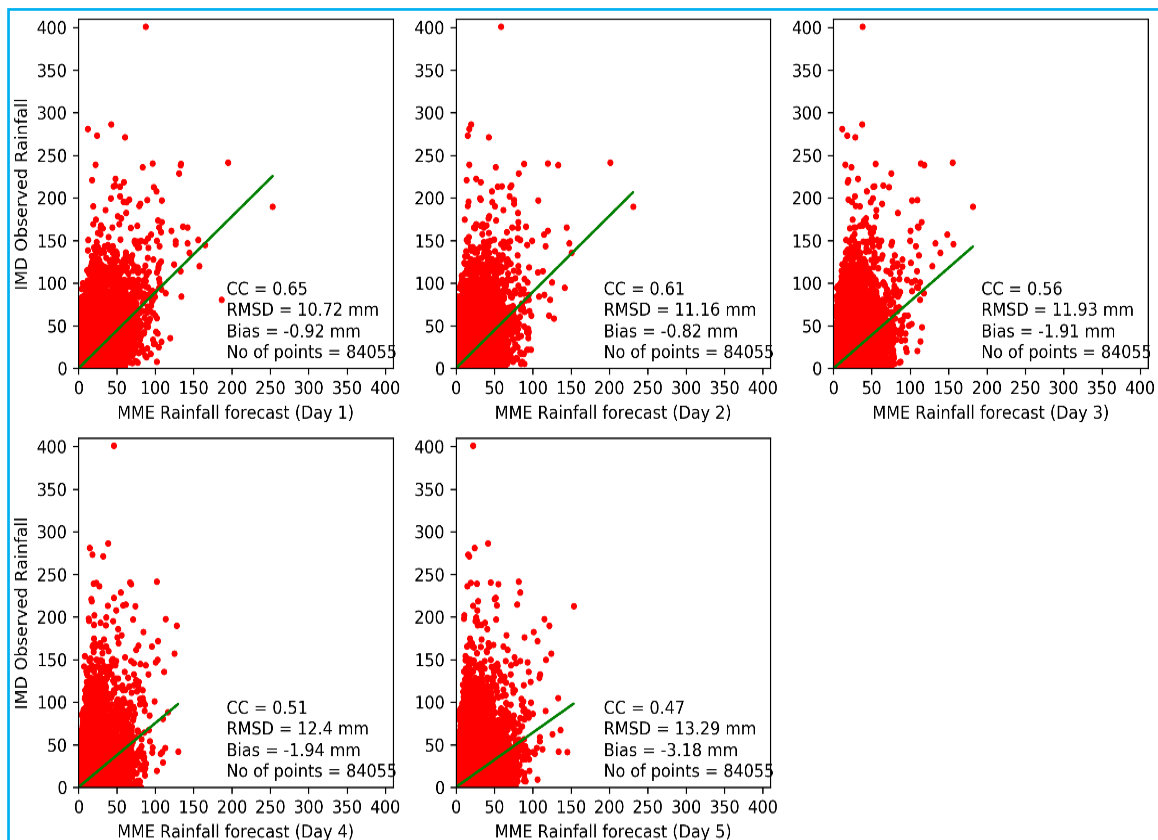 IMD Observed Rainfall
400
350
300
250
200
150
100
50
0
CC = 0.65
RMSD = 10.72 mm
Bias = -0.92 mm
No of points = 84055
0 50 100 150 200 250 300 350 400
MME Rainfall forecast (Day 1)
400
350
300
250
200
150
100
50
0
CC = 0.61
RMSD = 11.16 mm
Bias = -0.82 mm
No of points = 84055
0 50 100 150 200 250 300 350 400
MME Rainfall forecast (Day 2)
400
350
300
250
200
150
100
50
0
CC = 0.56
RMSD = 11.93 mm
Bias = -1.91 mm
No of points = 84055
0 50 100 150 200 250 300 350 400
MME Rainfall forecast (Day 3)
IMD Observed Rainfall
400
350
300
250
200
150
100
50
0
CC = 0.51
RMSD = 12.4 mm
Bias = -1.94 mm
No of points = 84055
0 50 100 150 200 250 300 350 400
MME Rainfall forecast (Day 4)
400
350
300
250
200
150
100
50
0
CC = 0.47
RMSD = 13.29 mm
Bias = -3.18 mm
No of points = 84055
0 50 100 150 200 250 300 350 400
MME Rainfall forecast (Day 5)